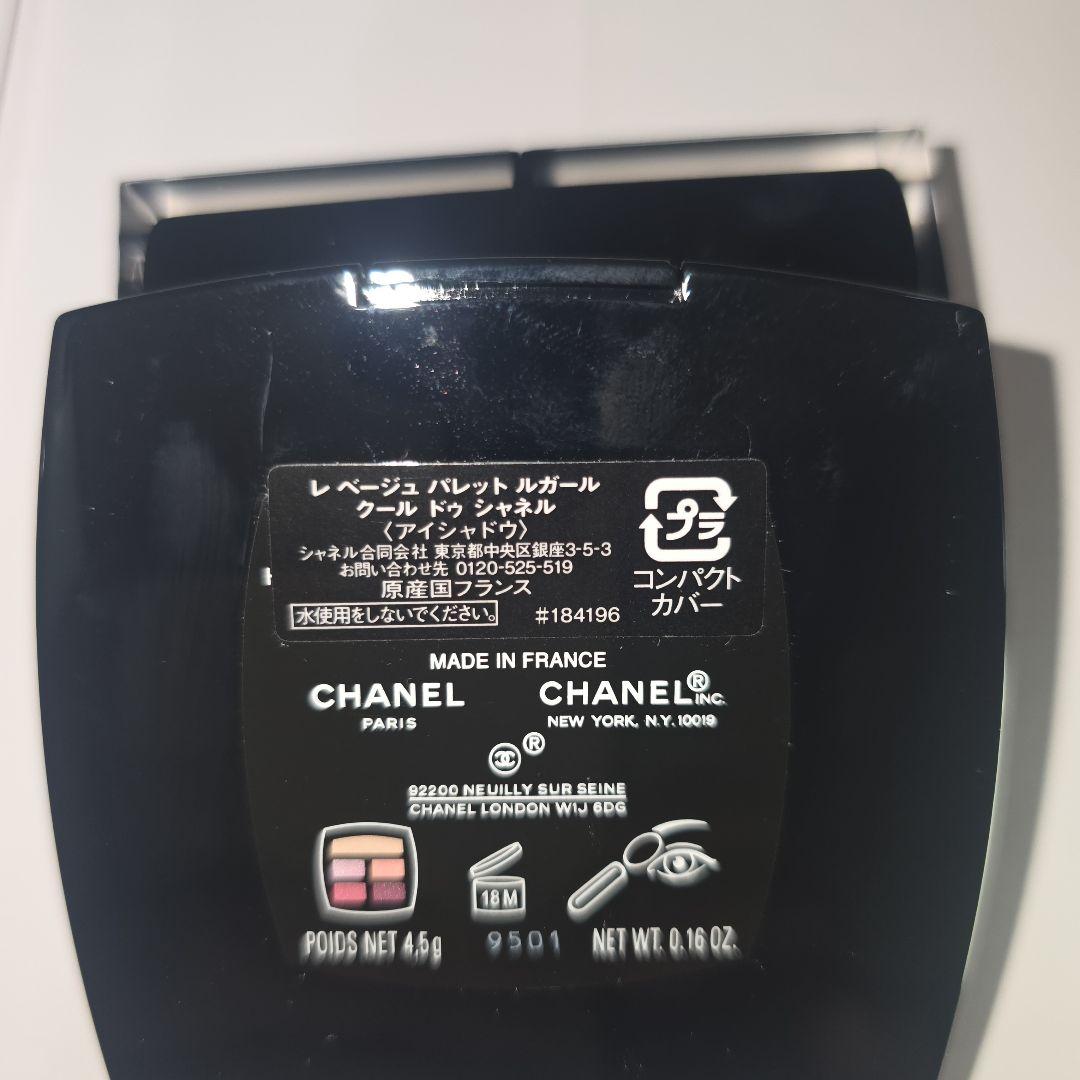 レ ベージュ パレット ルガール
クール ドゥ シャネル
〈アイシャドウ〉
シャネル合同会社 東京都中央区銀座3-5-3
お問い合わせ先 0120-525-519
原産国フランス
水使用をしないでください。 #184196
プラ
コンパクト
カバー
MADE IN FRANCE
CHANEL
PARIS
CHANEL® INC.
NEW YORK, N.Y. 10019
®
92200 NEUILLY SUR SEINE
CHANEL LONDON W1J 6DG
18M
POIDS NET 4,5g 9501 NET WT. 0.16 OZ.